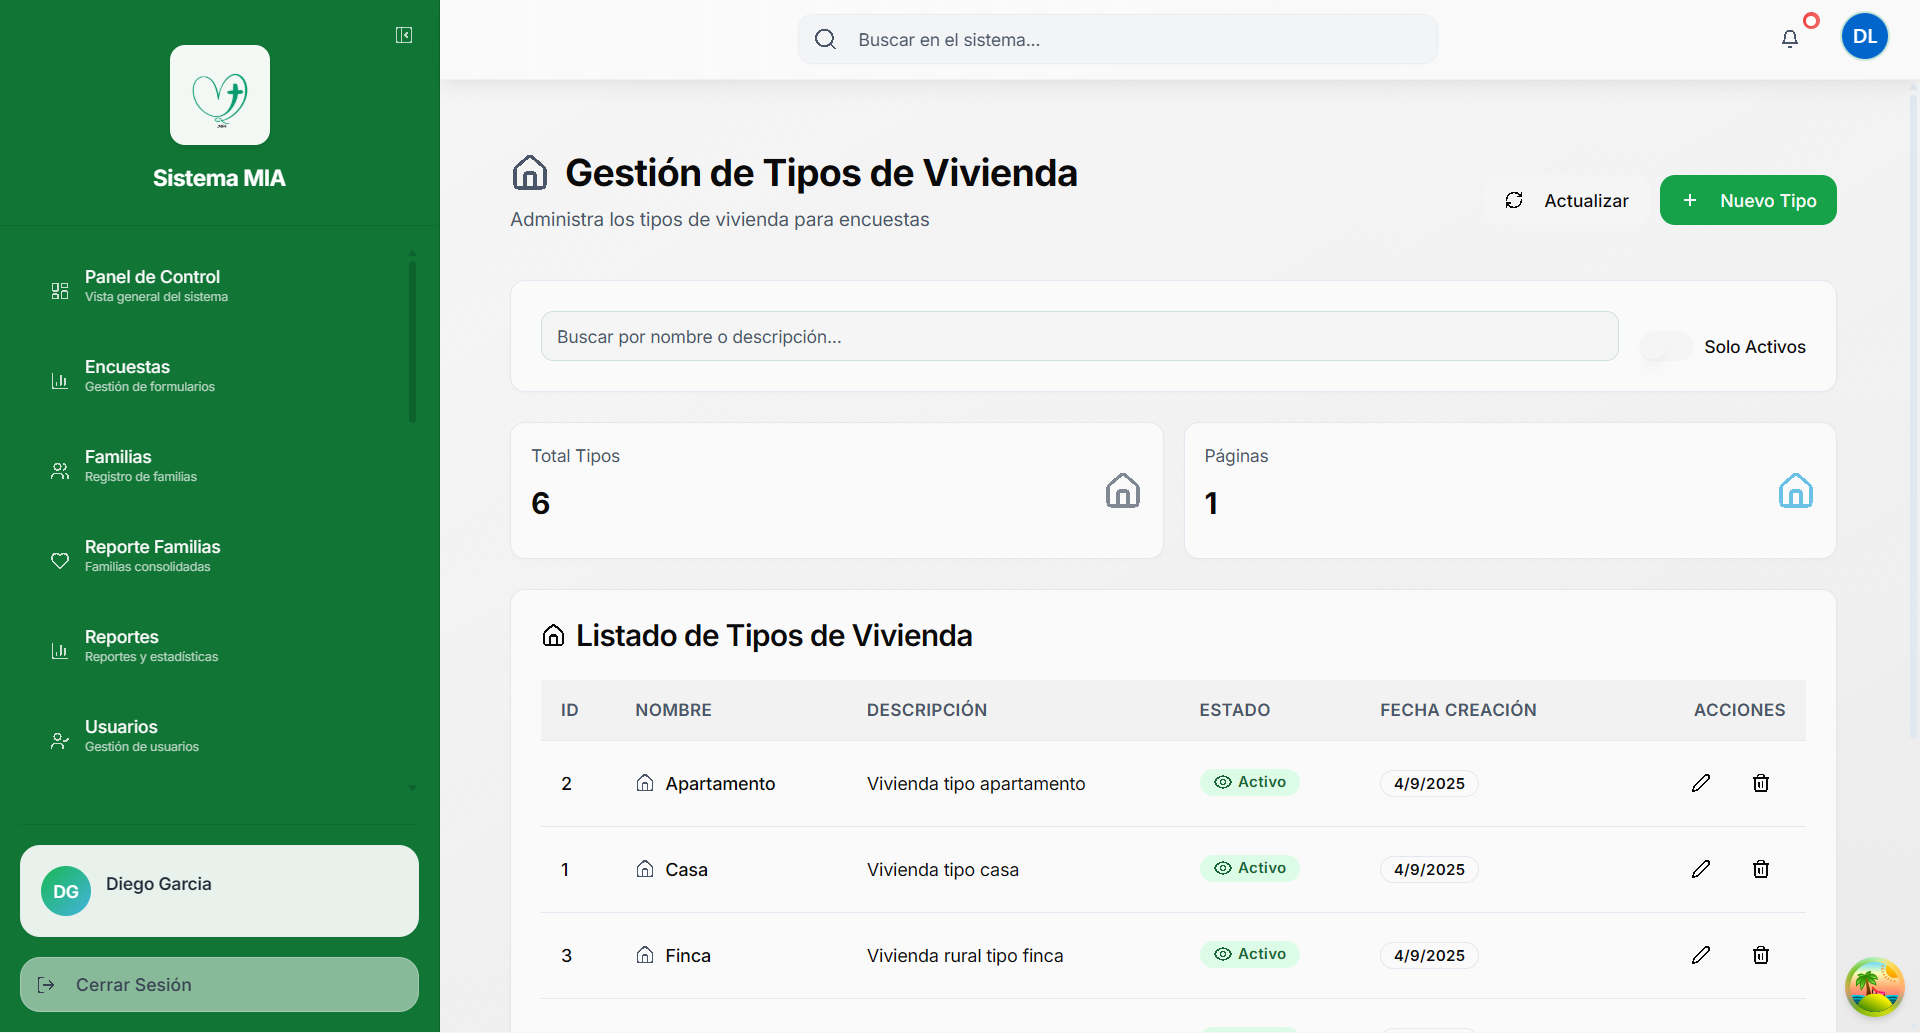 Sistema MIA
Panel de Control
Vista general del sistema
Encuestas
Gestión de formularios
Familias
Registro de familias
Reporte Familias
Familias consolidadas
Reportes
Reportes y estadísticas
Usuarios
Gestión de usuarios
DG
Diego Garcia
Cerrar Sesión
Buscar en el sistema...
DL
Gestión de Tipos de Vivienda
Administra los tipos de vivienda para encuestas
Actualizar
Nuevo Tipo
Buscar por nombre o descripción...
Solo Activos
Total Tipos
6
Páginas
1
Listado de Tipos de Vivienda
ID NOMBRE DESCRIPCIÓN ESTADO FECHA CREACIÓN ACCIONES
2 Apartamento Vivienda tipo apartamento Activo 4/9/2025
1 Casa Vivienda tipo casa Activo 4/9/2025
3 Finca Vivienda rural tipo finca Activo 4/9/2025